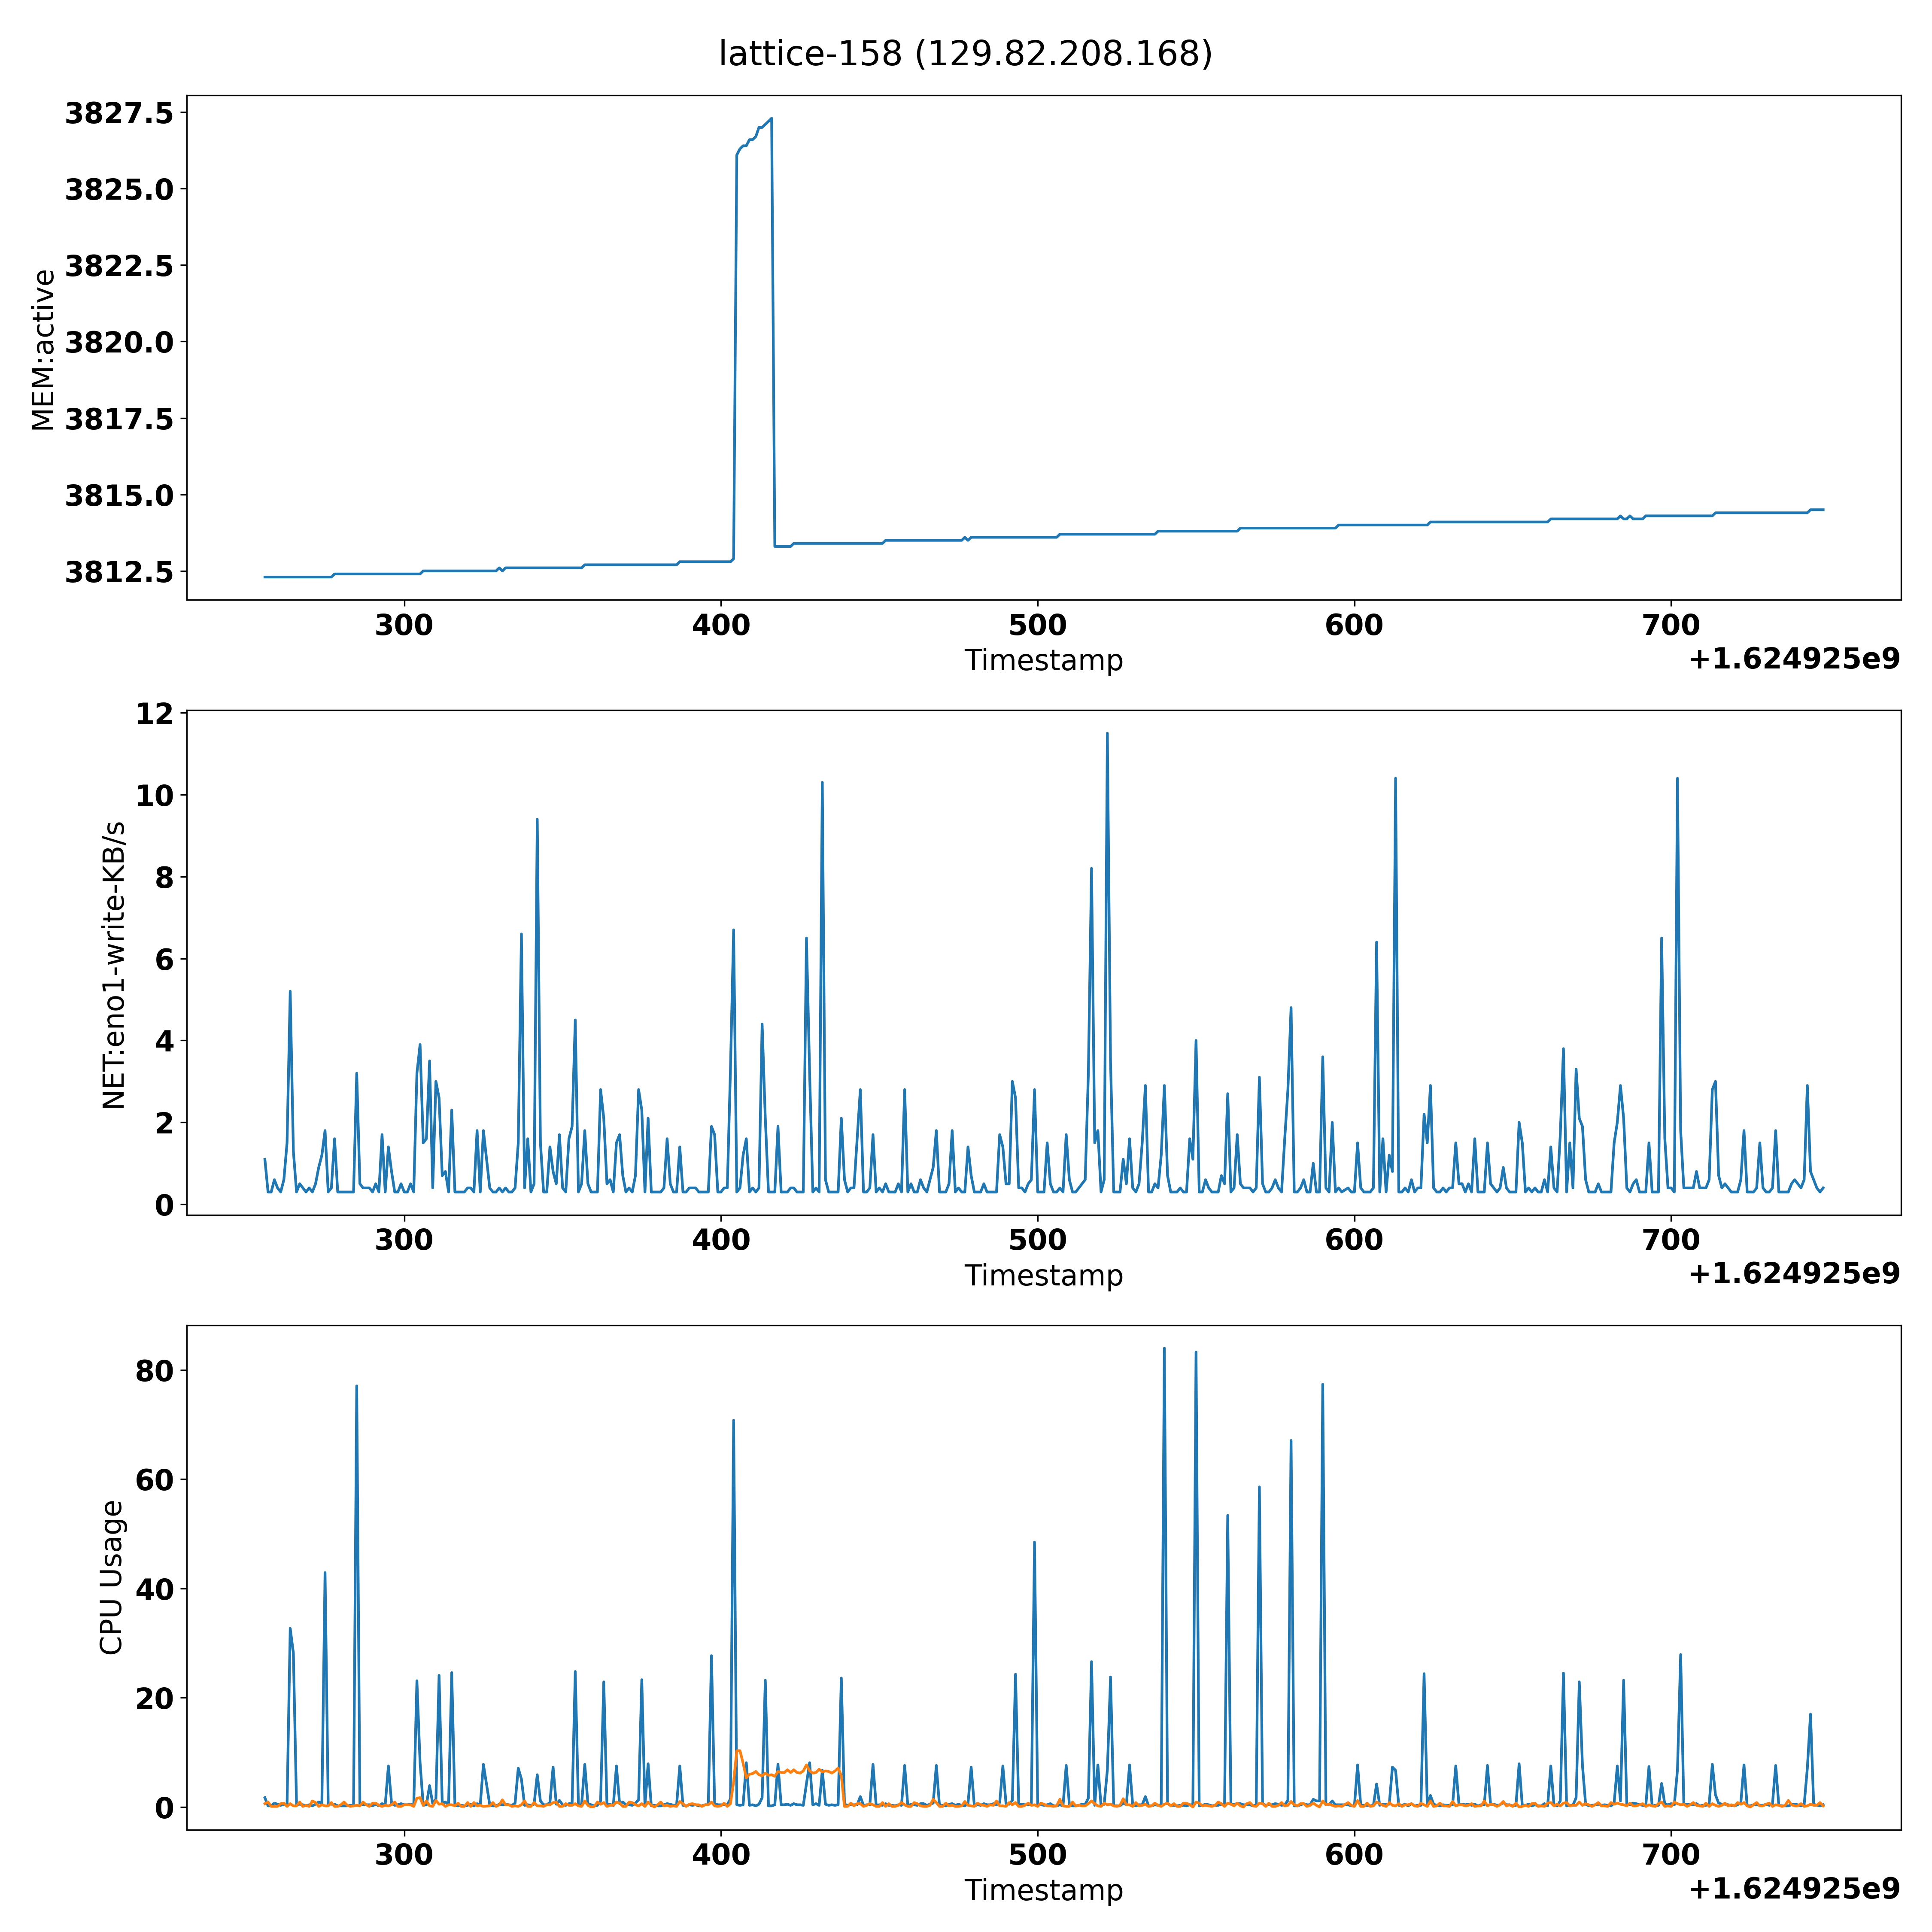 lattice-158 (129.82.208.168)
3827.5
3825.0
3822.5
3820.0
3817.5
3815.0
3812.5
MEM:active
300 400 500 600 700
Timestamp
+1.624925e9
12
10
8
6
4
2
0
NET:eno1-write-KB/s
300 400 500 600 700
Timestamp
+1.624925e9
80
60
40
20
0
CPU Usage
300 400 500 600 700
Timestamp
+1.624925e9